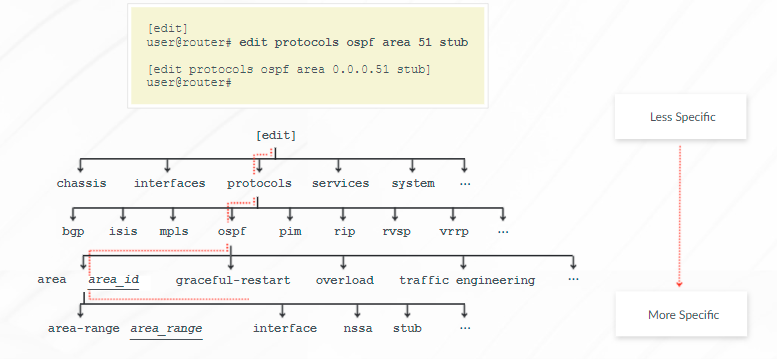 [edit]
user@router# edit protocols ospf area 51 stub
[edit protocols ospf area 0.0.0.51 stub]
user@router#
Less Specific
[edit]
chassis interfaces protocols services system ...
bgp isis mpls ospf pim rip rvsp vrrp ...
area area_id graceful-restart overload traffic engineering ...
More Specific
area-range area_range interface nssa stub ...